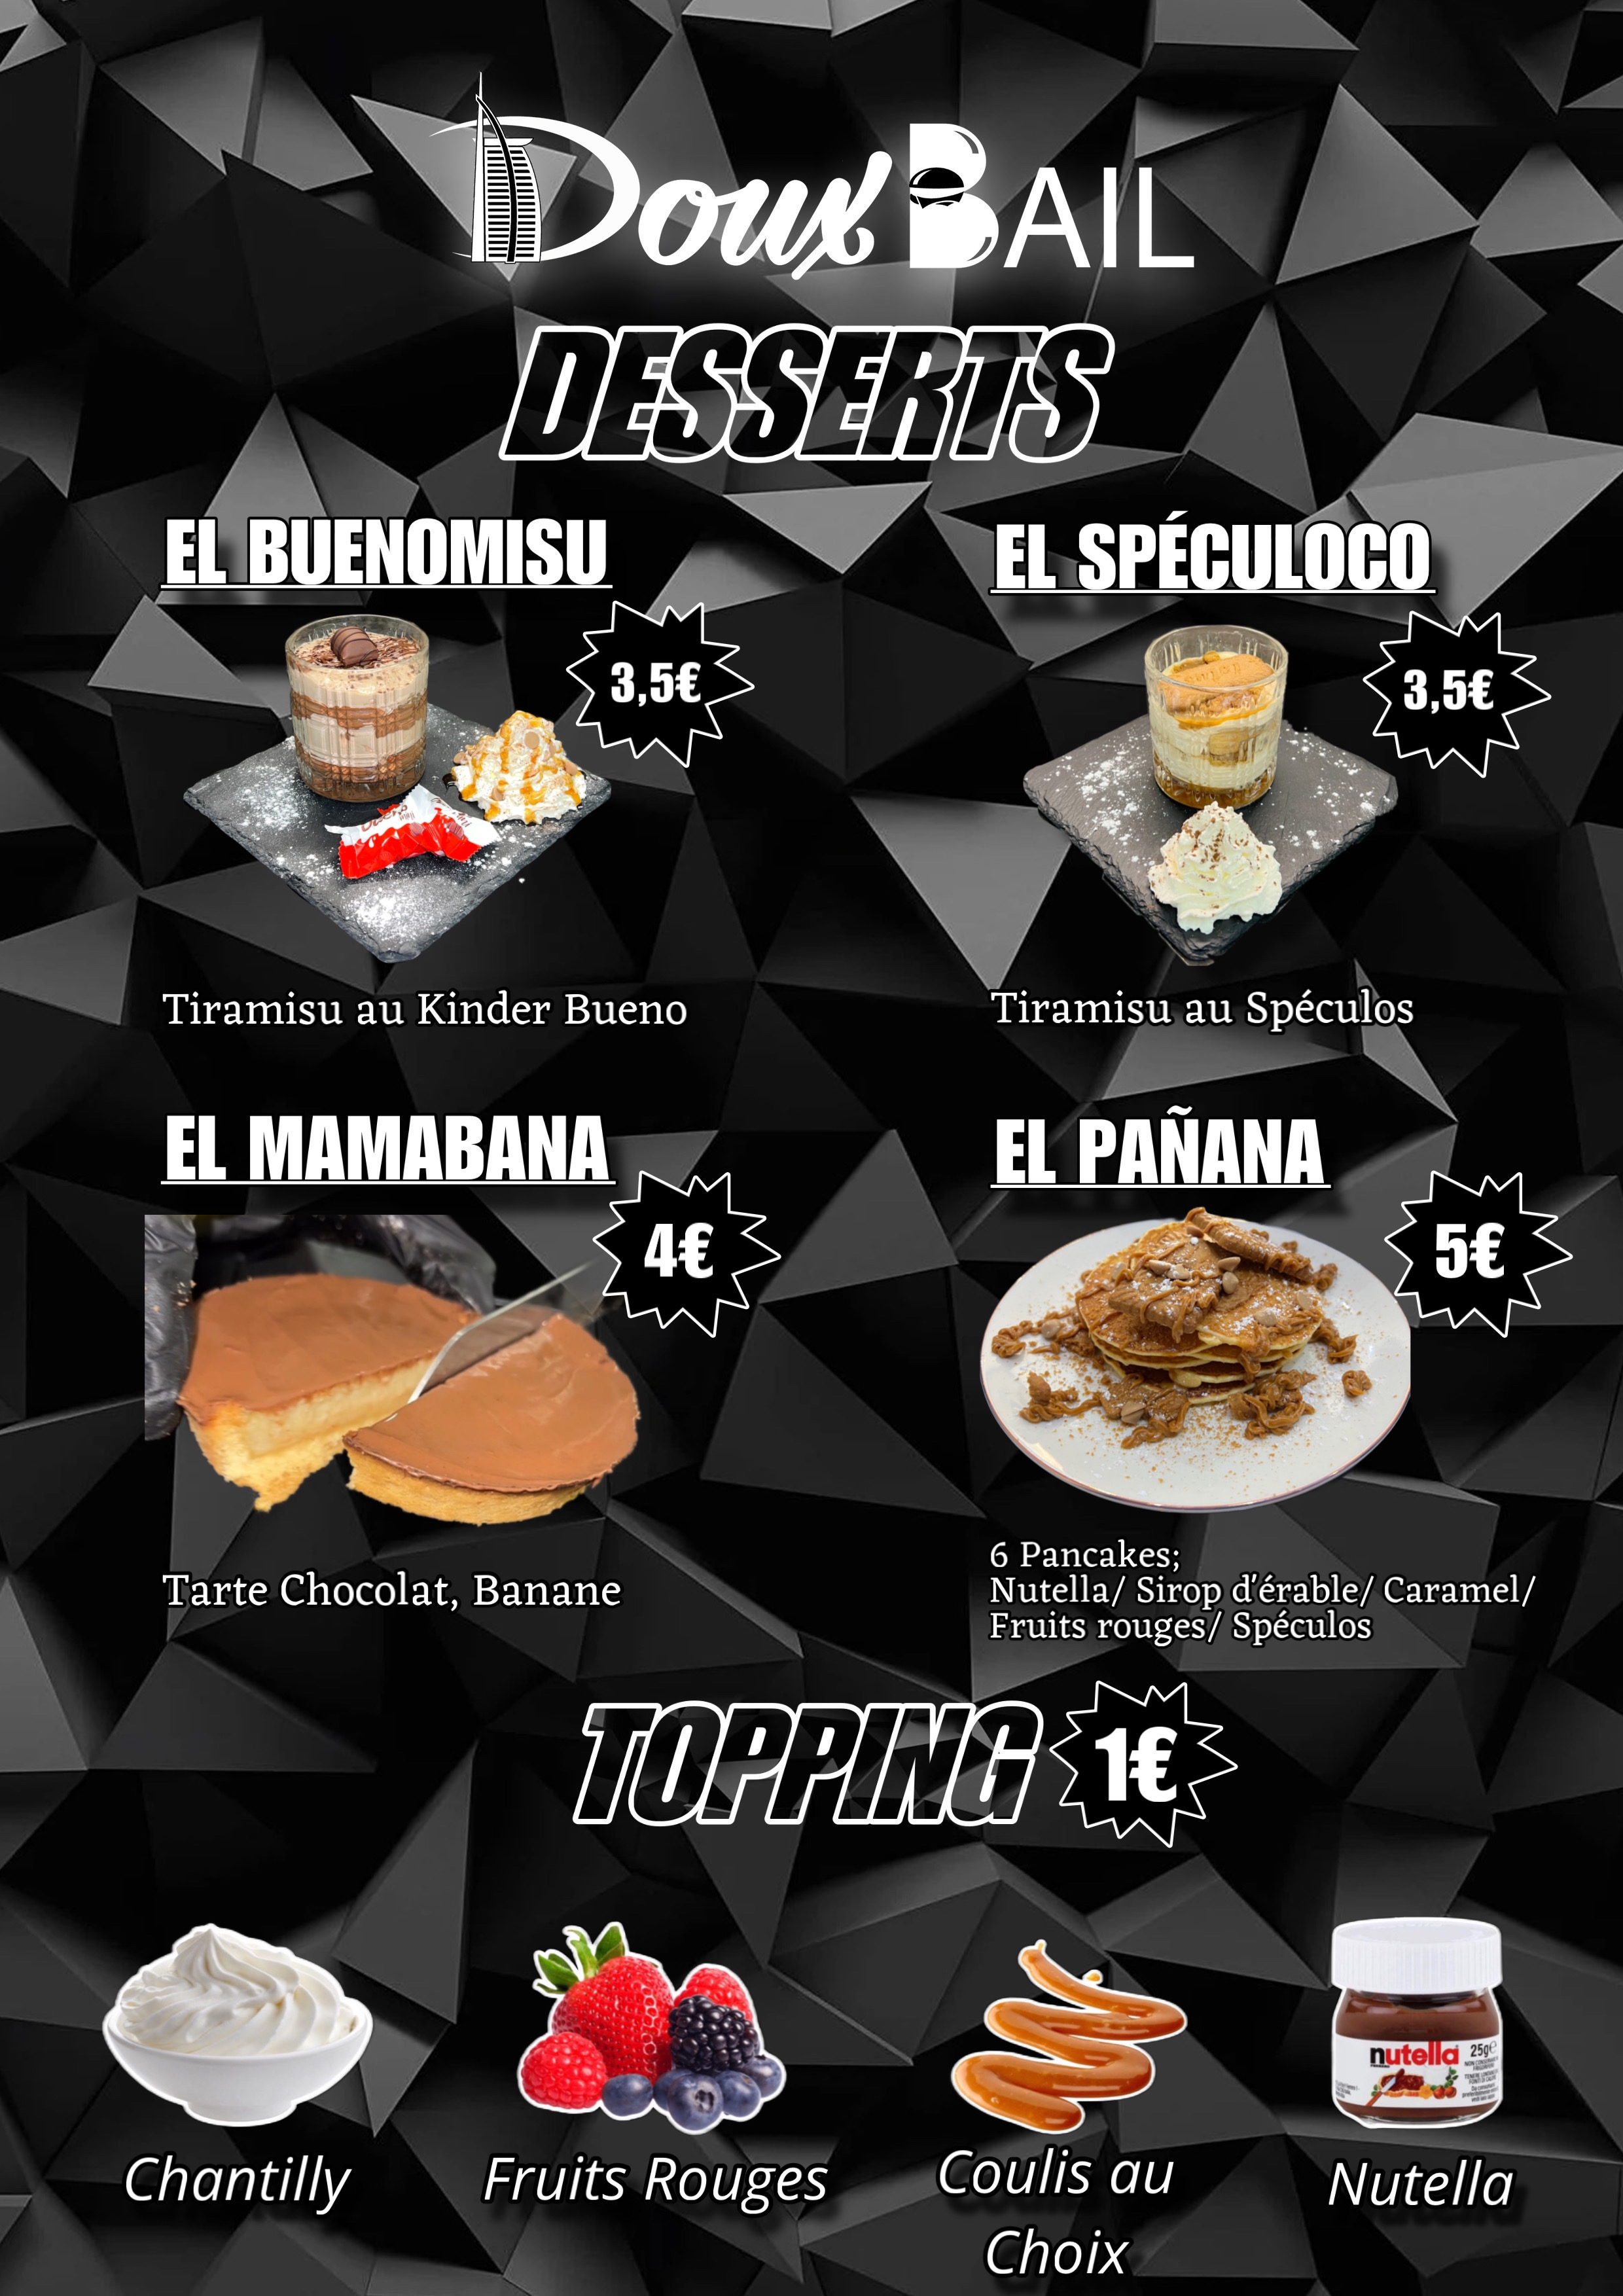 Doux BAIL
DESSERTS
EL BUENOMISU
3,5€
Tiramisu au Kinder Bueno
EL SPÉCULOCO
3,5€
Tiramisu au Spéculos
EL MAMABANA
4€
Tarte Chocolat, Banane
EL PAÑANA
5€
6 Pancakes;
Nutella/ Sirop d'érable/ Caramel/
Fruits rouges/ Spéculos
TOPPING
1€
Chantilly
Fruits Rouges
Coulis au
Choix
nutella
25g
Nutella